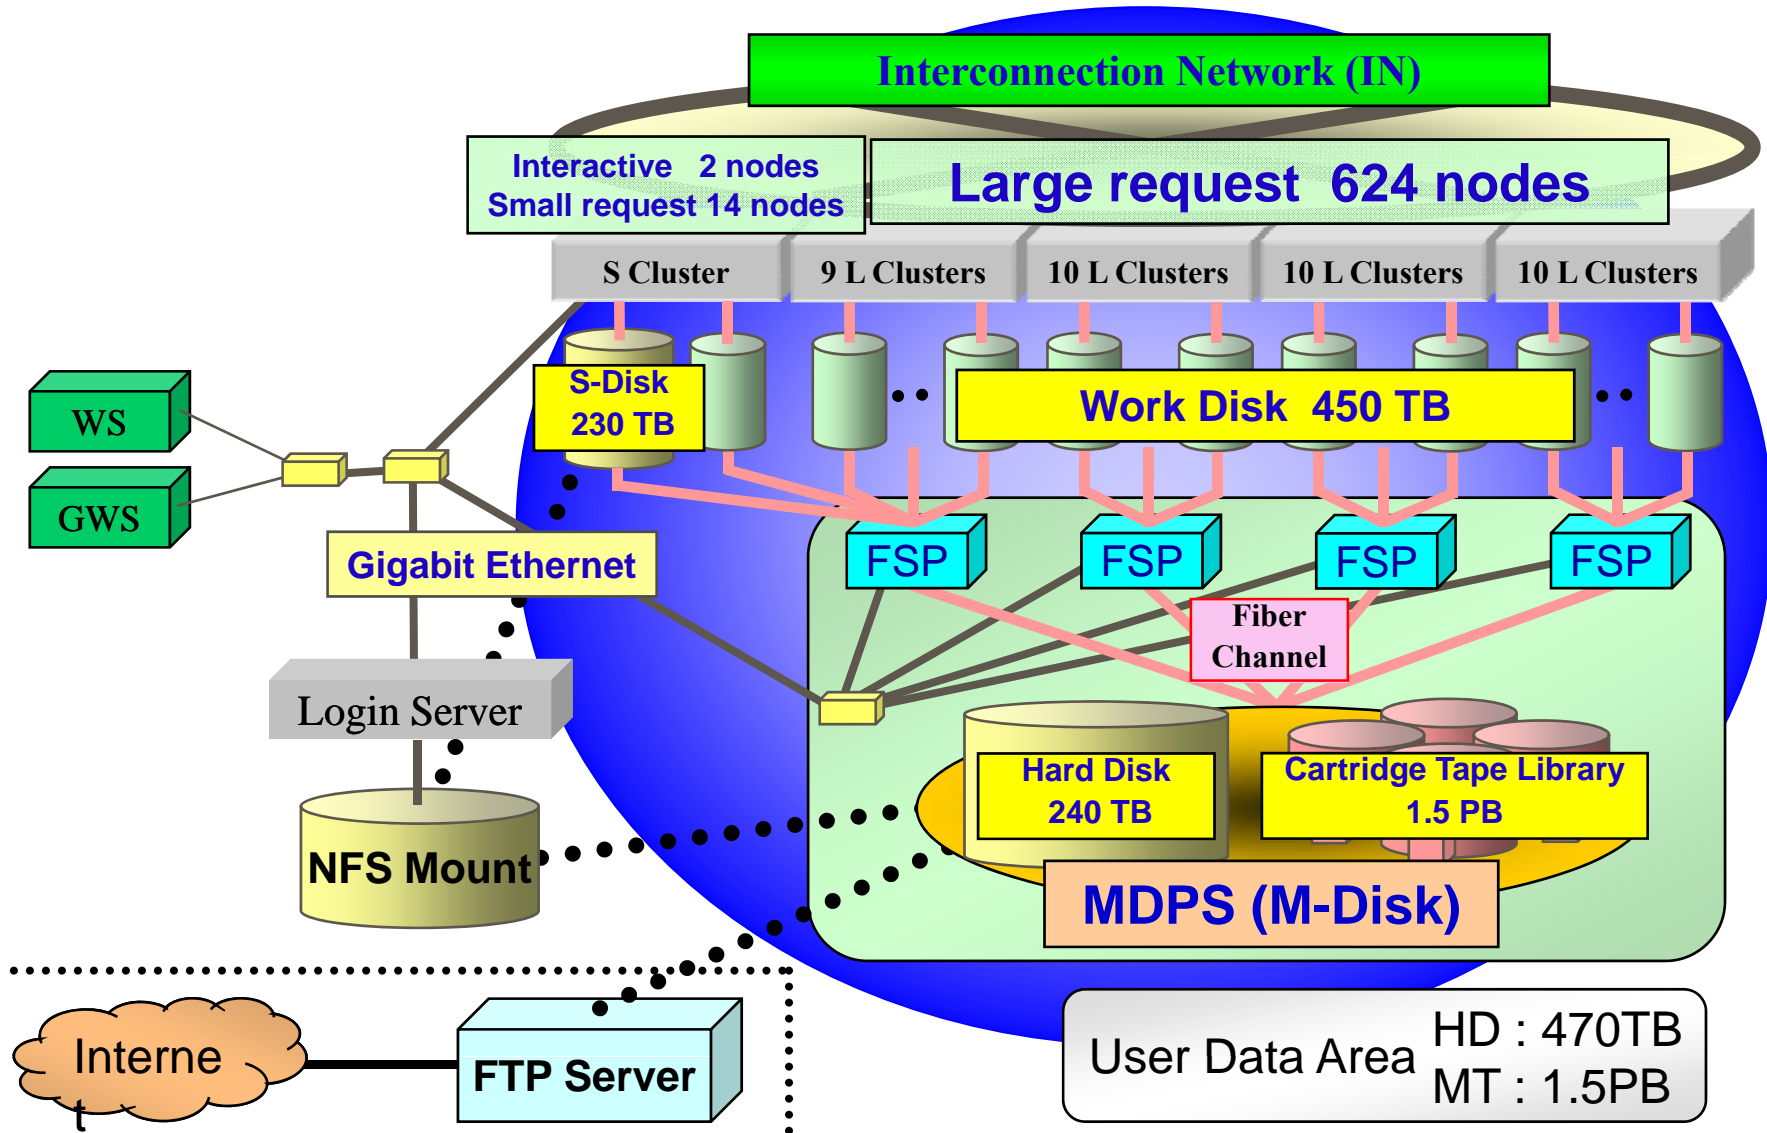 Interconnection Network (IN)
Interactive 2 nodes
Small request 14 nodes
Large request 624 nodes
S Cluster
9 L Clusters
10 L Clusters
10 L Clusters
10 L Clusters
S-Disk
230 TB
Work Disk 450 TB
WS
GWS
FSP
FSP
FSP
FSP
Gigabit Ethernet
Fiber
Channel
Login Server
Hard Disk
240 TB
Cartridge Tape Library
1.5 PB
NFS Mount
MDPS (M-Disk)
Interne
t
FTP Server
User Data Area
HD : 470TB
MT : 1.5PB